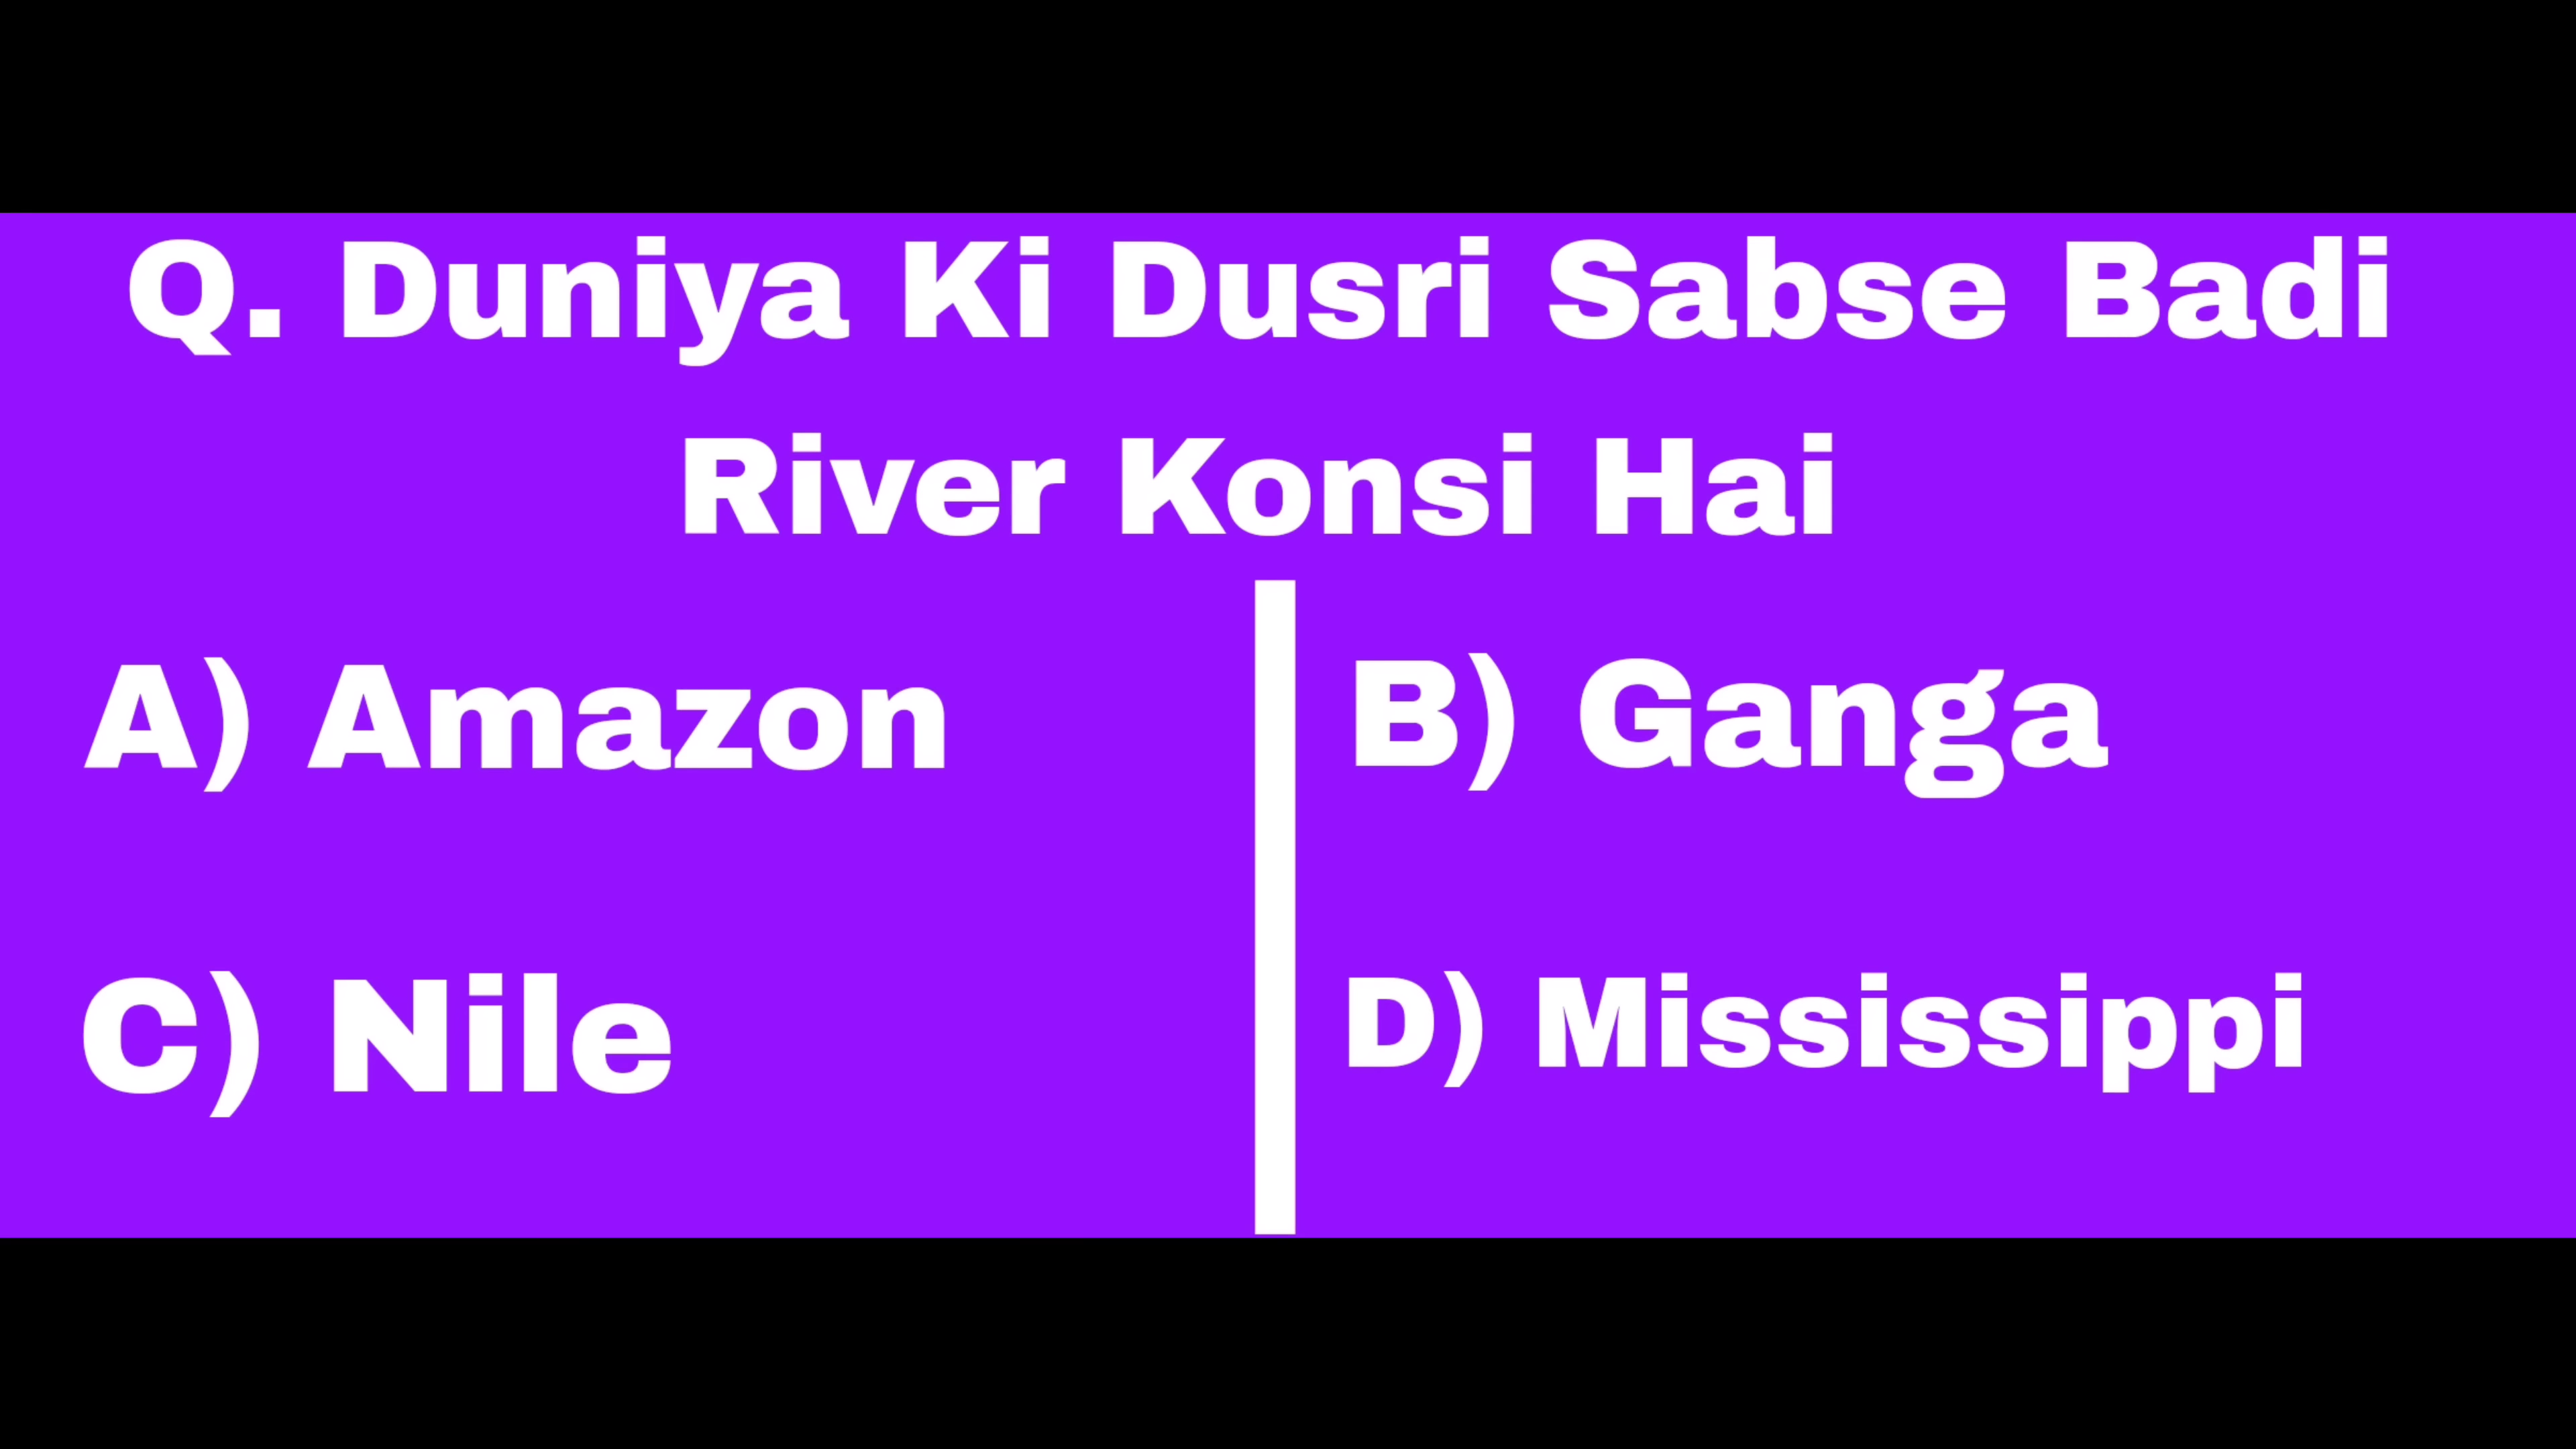 Q. Duniya Ki Dusri Sabse Badi
River Konsi Hai
A) Amazon
B) Ganga
C) Nile
D) Mississippi